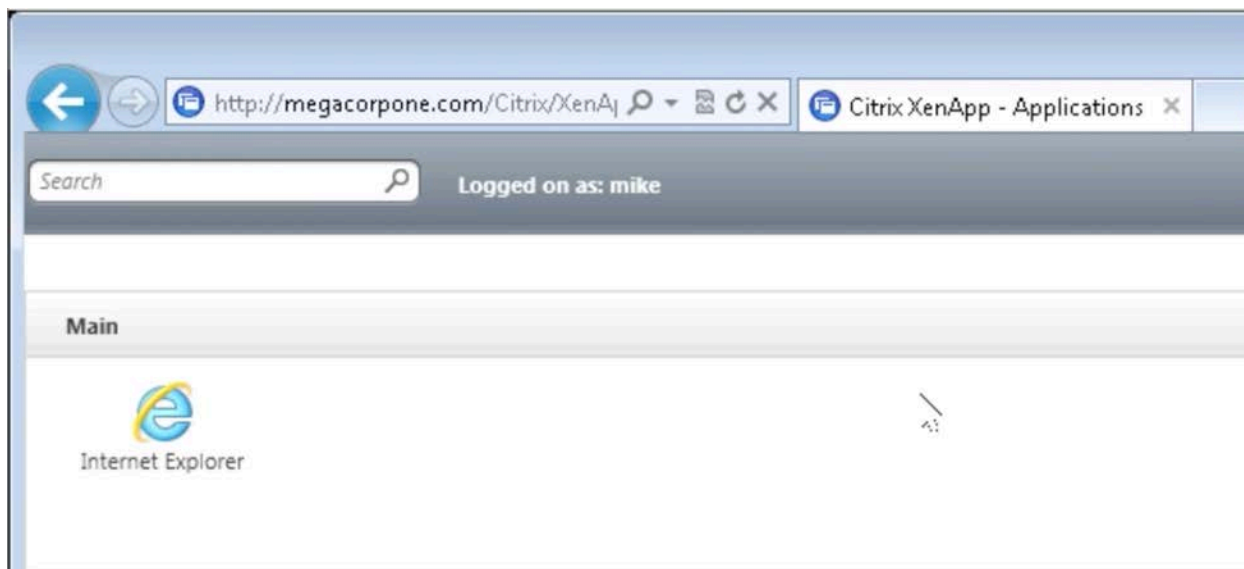 http://megacorpone.com/Citrix/XenA
Citrix XenApp - Applications
Search
Logged on as: mike
Main
Internet Explorer